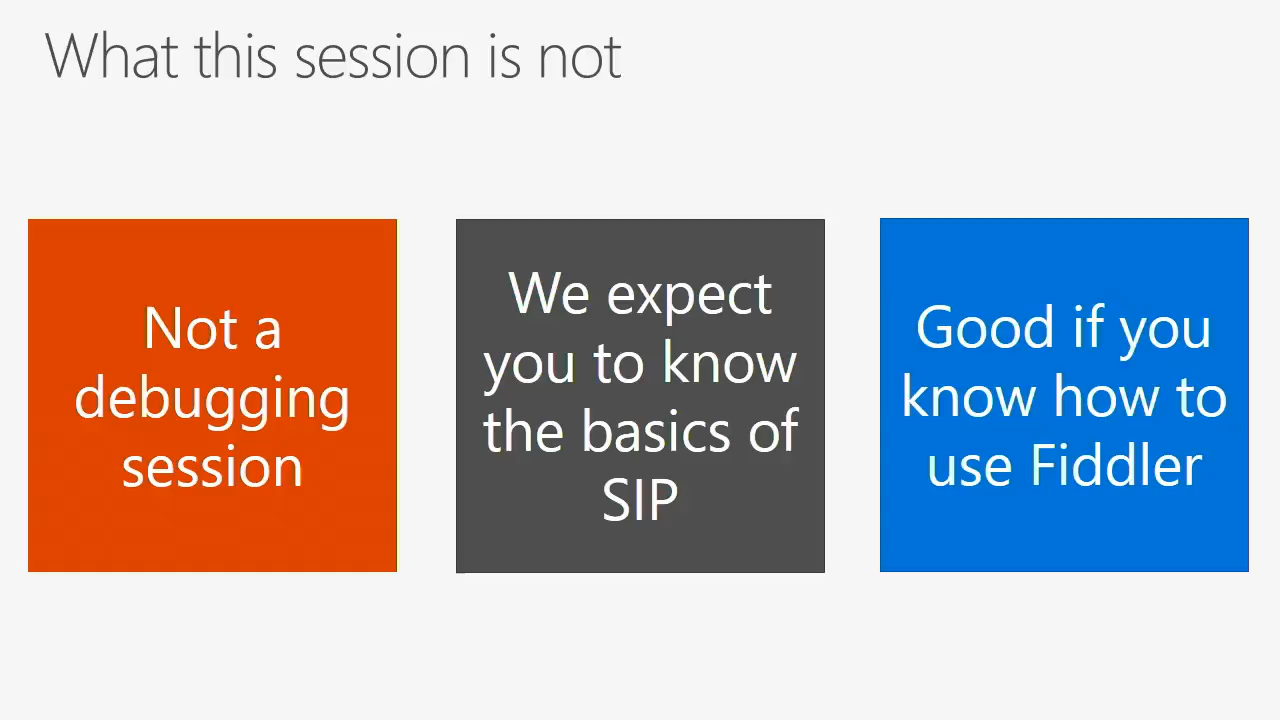 What this session is not
Not a
debugging
session
We expect
you to know
the basics of
SIP
Good if you
know how to
use Fiddler